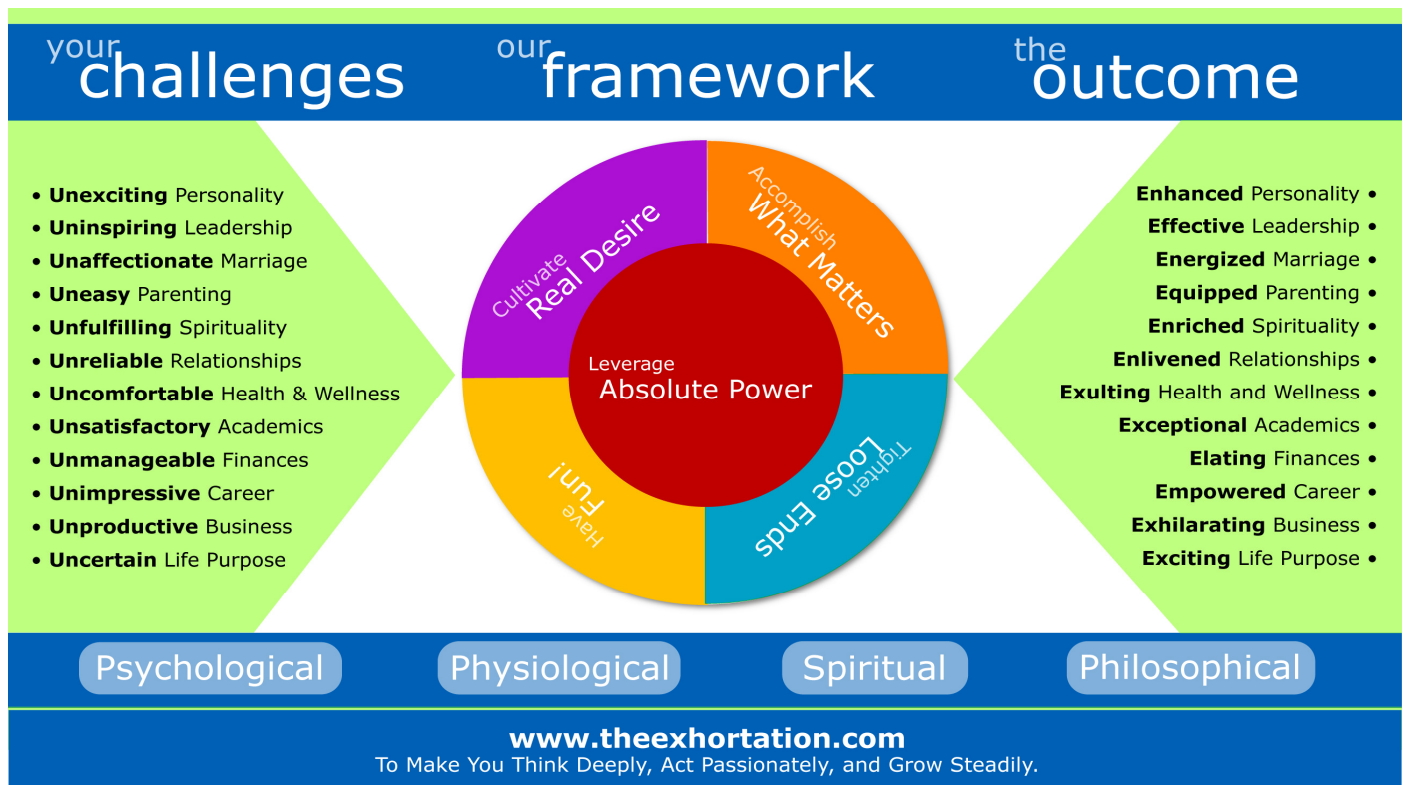 your
challenges
our
framework
the
outcome
• Unexciting Personality
• Uninspiring Leadership
• Unaffectionate Marriage
• Uneasy Parenting
• Unfulfilling Spirituality
• Unreliable Relationships
• Uncomfortable Health & Wellness
• Unsatisfactory Academics
• Unmanageable Finances
• Unimpressive Career
• Unproductive Business
• Uncertain Life Purpose
Cultivate
Real Desire
Accomplish
What Matters
Leverage
Absolute Power
Tighten
Loose Ends
Have
Fun!
Enhanced Personality •
Effective Leadership •
Energized Marriage •
Equipped Parenting •
Enriched Spirituality •
Enlivened Relationships •
Exulting Health and Wellness •
Exceptional Academics •
Elating Finances •
Empowered Career •
Exhilarating Business •
Exciting Life Purpose •
Psychological
Physiological
Spiritual
Philosophical
www.theexhortation.com
To Make You Think Deeply, Act Passionately, and Grow Steadily.